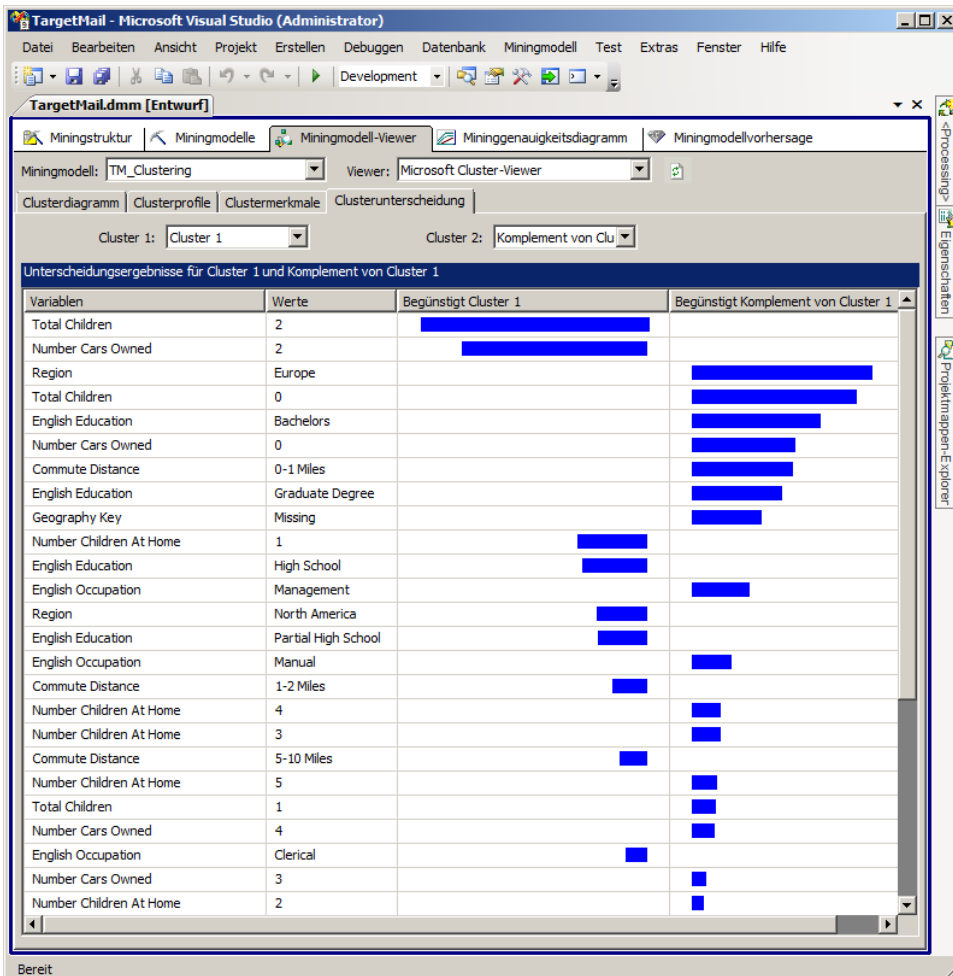 TargetMail - Microsoft Visual Studio (Administrator)
Datei Bearbeiten Ansicht Projekt Erstellen Debuggen Datenbank Miningmodell Test Extras Fenster Hilfe
Development
TargetMail.dmm [Entwurf]
Miningstruktur Miningmodelle Miningmodell-Viewer Mininggenauigkeitsdiagramm Miningmodellvorhersage
Miningmodell: TM_Clustering Viewer: Microsoft Cluster-Viewer
Clusterdiagramm Clusterprofile Clustermerkmale Clusterunterscheidung
Cluster 1: Cluster 1 Cluster 2: Komplement von Clu
Unterscheidungsergebnisse für Cluster 1 und Komplement von Cluster 1
Variablen Werte Begünstigt Cluster 1 Begünstigt Komplement von Cluster 1
Total Children 2
Number Cars Owned 2
Region Europe
Total Children 0
English Education Bachelors
Number Cars Owned 0
Commute Distance 0-1 Miles
English Education Graduate Degree
Geography Key Missing
Number Children At Home 1
English Education High School
English Occupation Management
Region North America
English Education Partial High School
English Occupation Manual
Commute Distance 1-2 Miles
Number Children At Home 4
Number Children At Home 3
Commute Distance 5-10 Miles
Number Children At Home 5
Total Children 1
Number Cars Owned 4
English Occupation Clerical
Number Cars Owned 3
Number Children At Home 2
<Processing>
Eigenschaften
Projektmappen-Explorer
Bereit